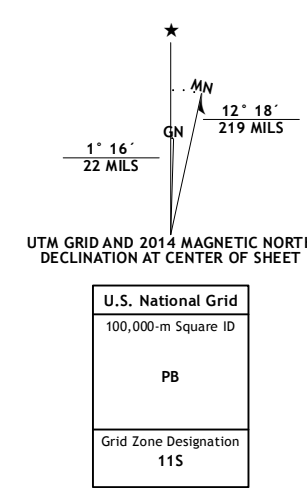 ★
MN
GN
12° 18´
219 MILS
1° 16´
22 MILS
UTM GRID AND 2014 MAGNETIC NORTH
DECLINATION AT CENTER OF SHEET
U.S. National Grid
100,000-m Square ID
PB
Grid Zone Designation
11S